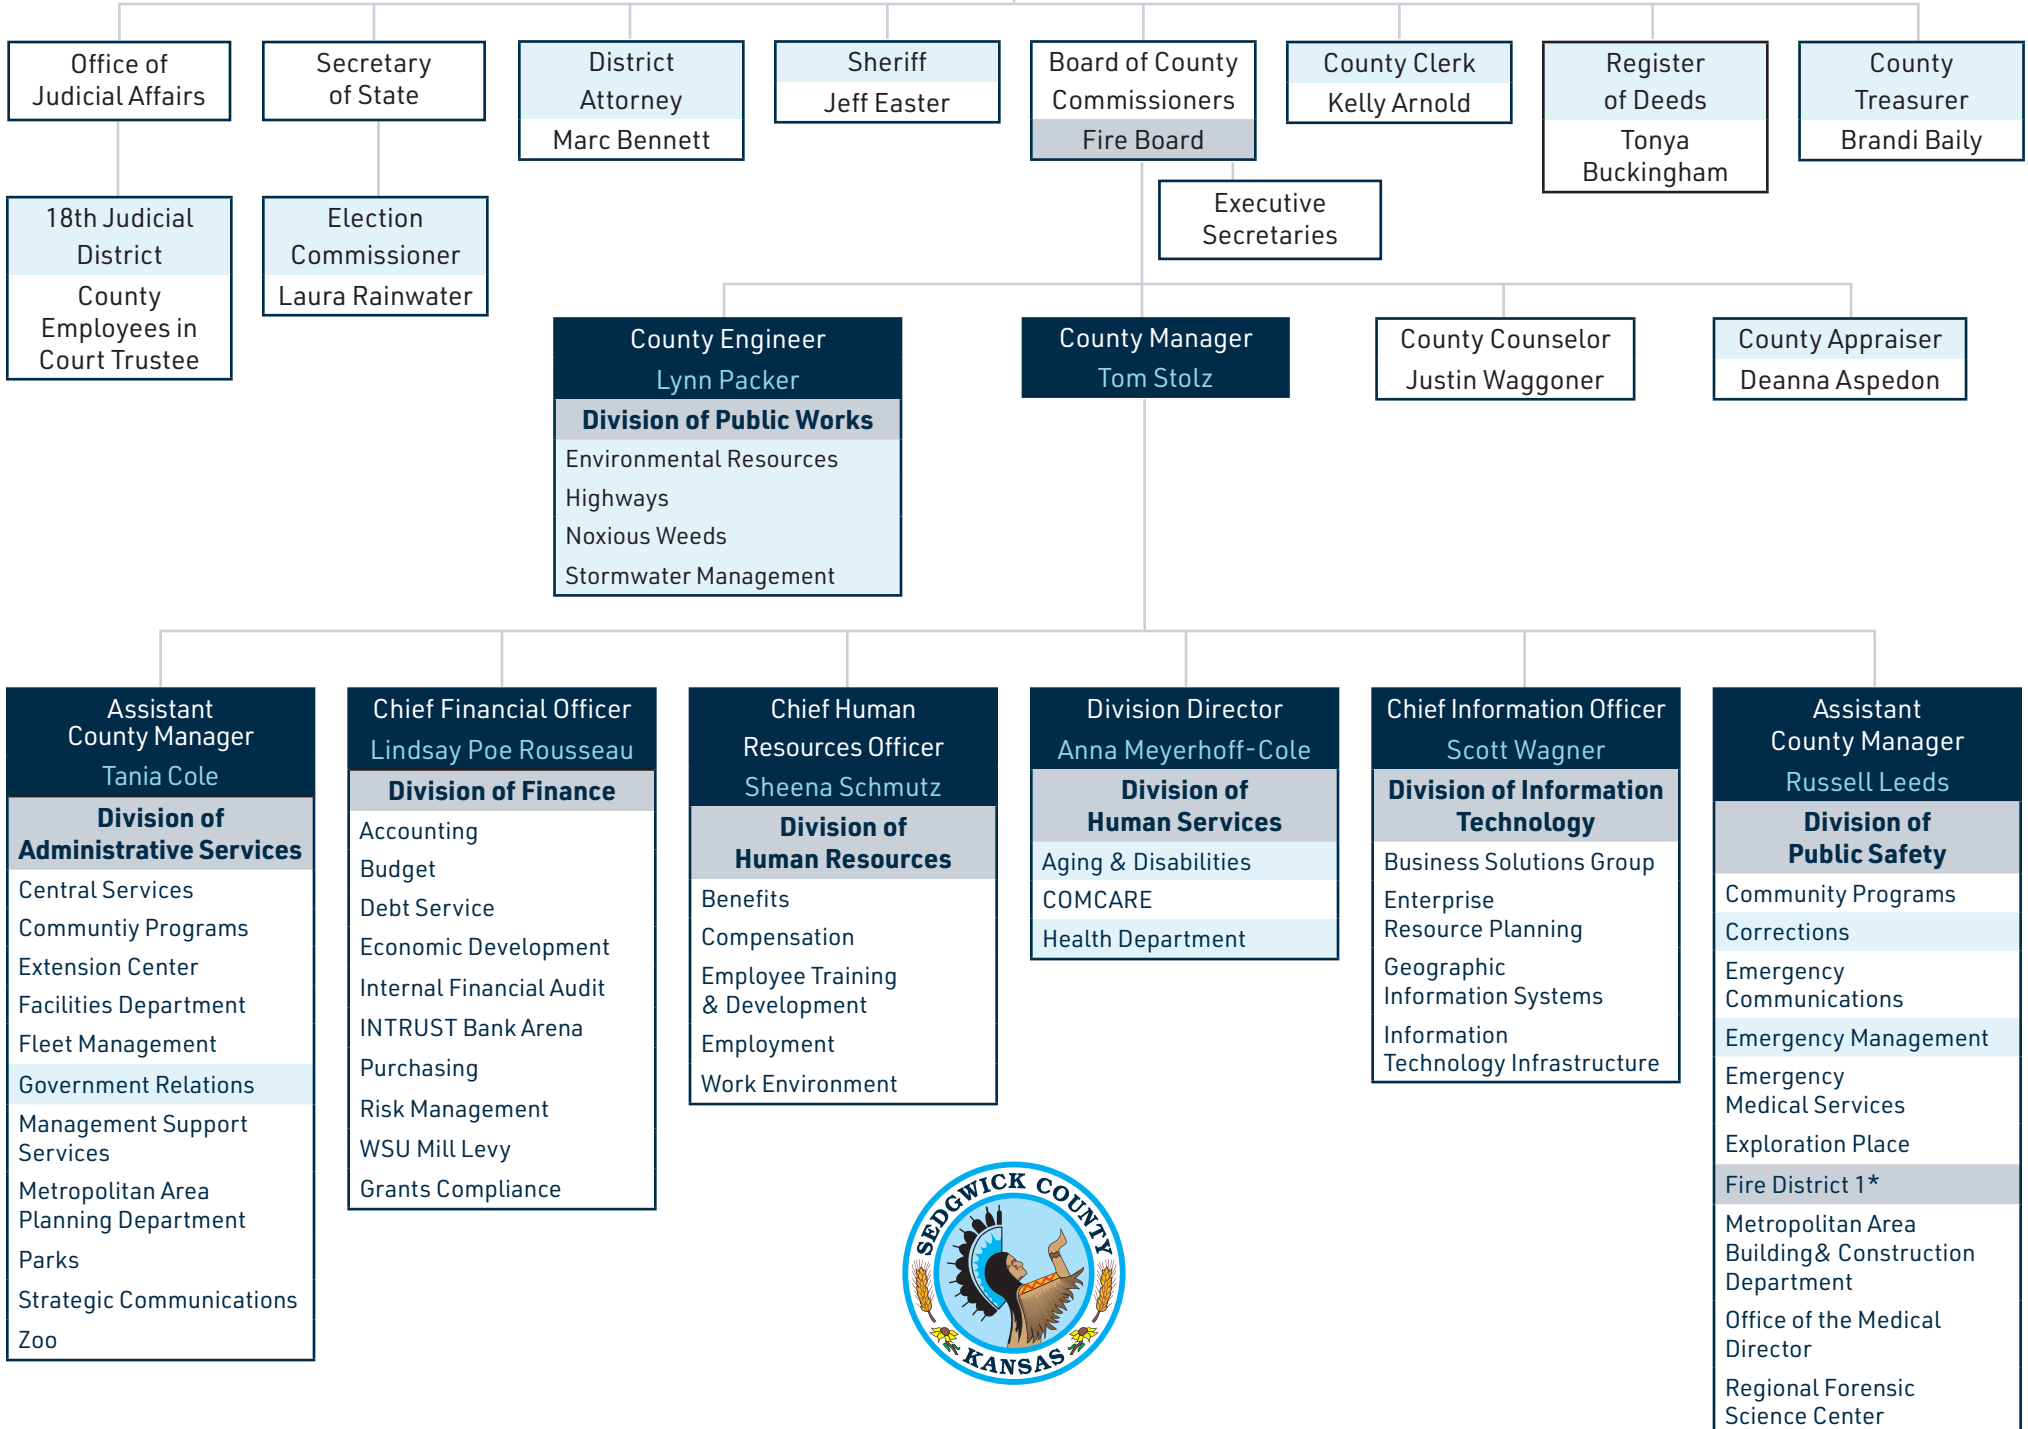 Office of
Judicial Affairs
Secretary
of State
District
Attorney
Marc Bennett
Sheriff
Jeff Easter
Board of County
Commissioners
Fire Board
County Clerk
Kelly Arnold
Register
of Deeds
Tonya
Buckingham
County
Treasurer
Brandi Baily
Executive
Secretaries
18th Judicial
District
County
Employees in
Court Trustee
Election
Commissioner
Laura Rainwater
County Engineer
Lynn Packer
Division of Public Works
Environmental Resources
Highways
Noxious Weeds
Stormwater Management
County Manager
Tom Stolz
County Counselor
Justin Waggoner
County Appraiser
Deanna Aspedon
Assistant
County Manager
Tania Cole
Division of
Administrative Services
Central Services
Communtiy Programs
Extension Center
Facilities Department
Fleet Management
Government Relations
Management Support
Services
Metropolitan Area
Planning Department
Parks
Strategic Communications
Zoo
Chief Financial Officer
Lindsay Poe Rousseau
Division of Finance
Accounting
Budget
Debt Service
Economic Development
Internal Financial Audit
INTRUST Bank Arena
Purchasing
Risk Management
WSU Mill Levy
Grants Compliance
Chief Human
Resources Officer
Sheena Schmutz
Division of
Human Resources
Benefits
Compensation
Employee Training
& Development
Employment
Work Environment
Division Director
Anna Meyerhoff-Cole
Division of
Human Services
Aging & Disabilities
COMCARE
Health Department
Chief Information Officer
Scott Wagner
Division of Information
Technology
Business Solutions Group
Enterprise
Resource Planning
Geographic
Information Systems
Information
Technology Infrastructure
Assistant
County Manager
Russell Leeds
Division of
Public Safety
Community Programs
Corrections
Emergency
Communications
Emergency Management
Emergency
Medical Services
Exploration Place
Fire District 1*
Metropolitan Area
Building& Construction
Department
Office of the Medical
Director
Regional Forensic
Science Center
SEDGWICK COUNTY
KANSAS